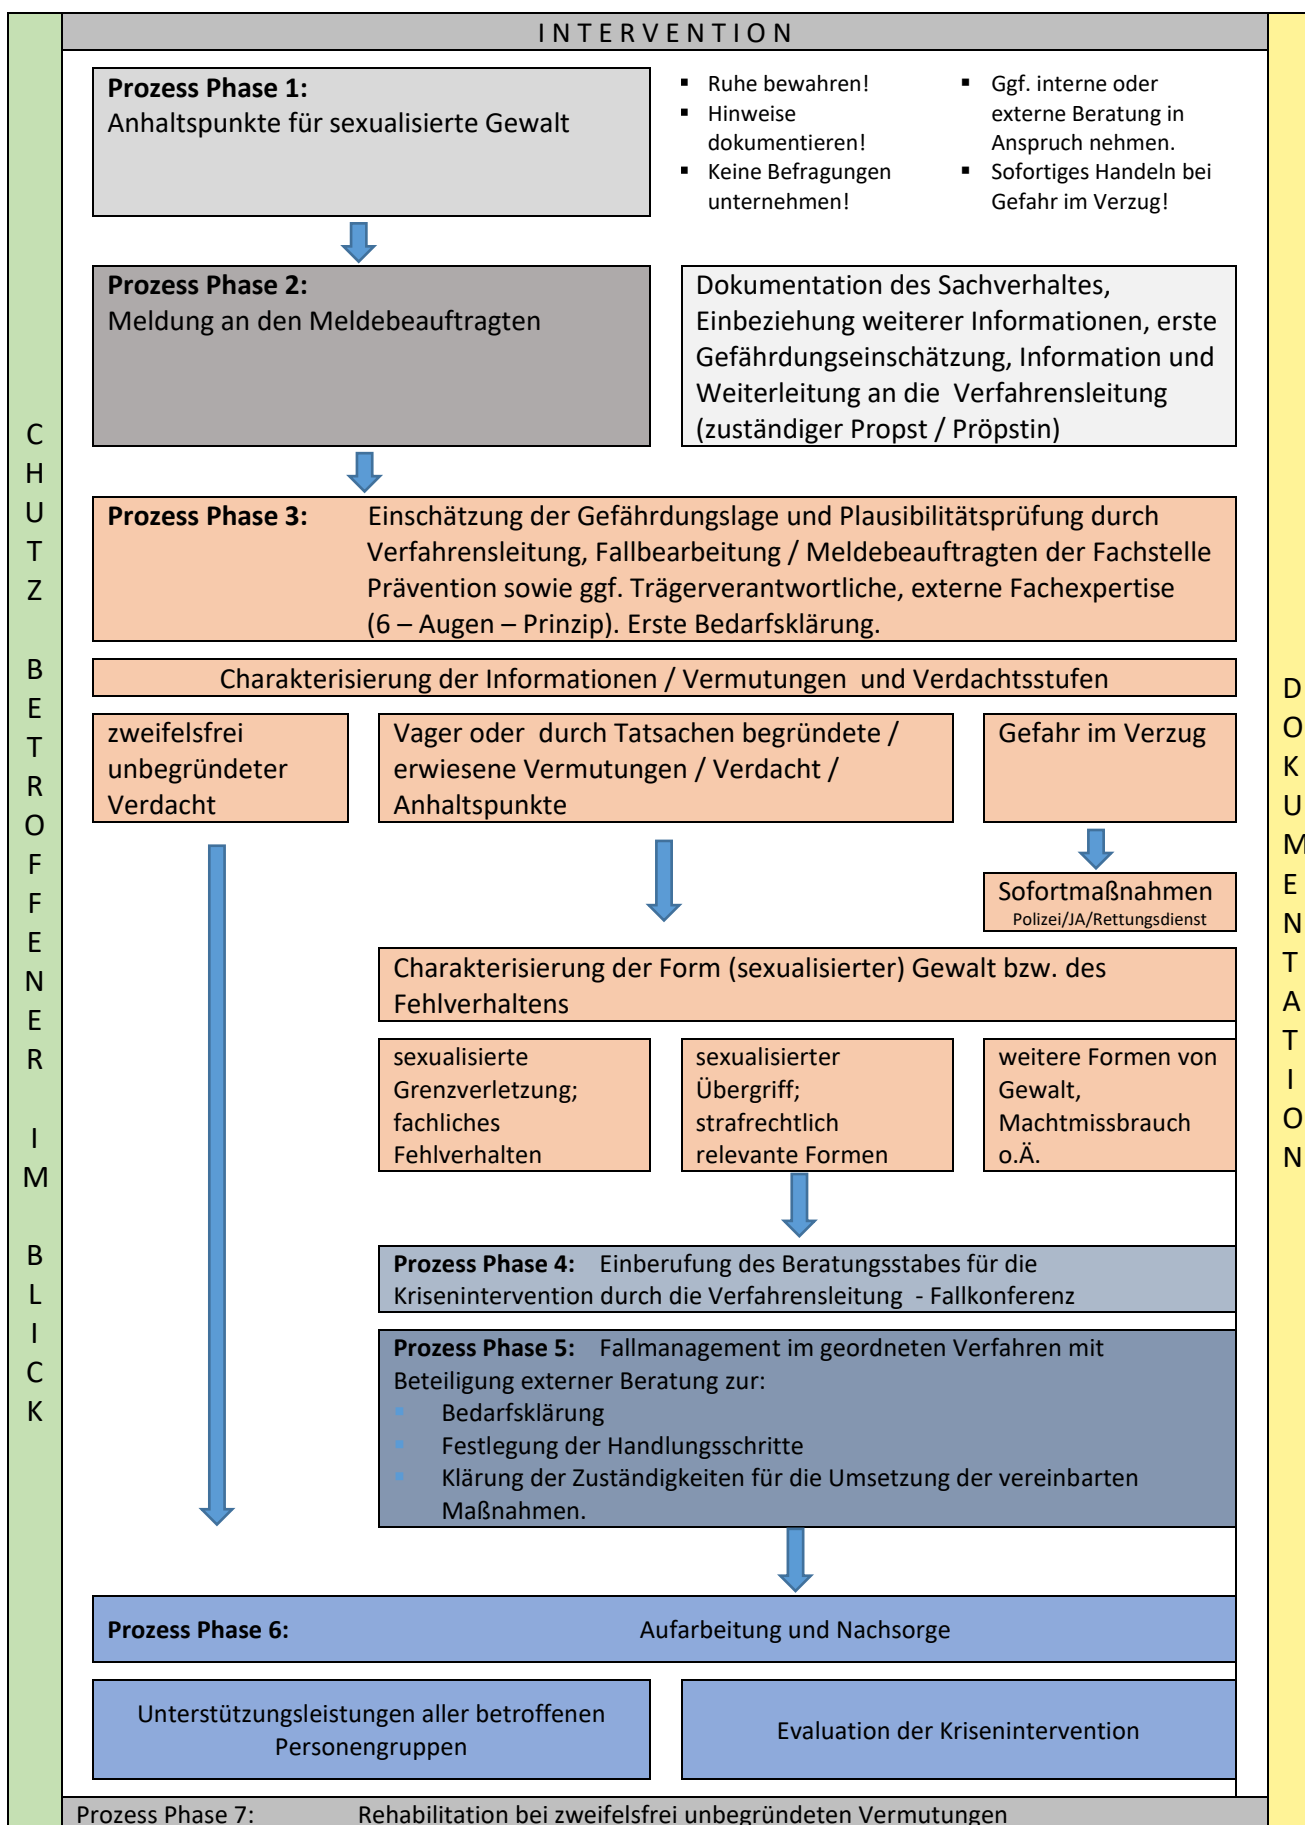 INTERVENTION
Prozess Phase 1:
Anhaltspunkte für sexualisierte Gewalt
▪ Ruhe bewahren!
▪ Hinweise
dokumentieren!
▪ Keine Befragungen
unternehmen!
▪ Ggf. interne oder
externe Beratung in
Anspruch nehmen.
▪ Sofortiges Handeln bei
Gefahr im Verzug!
Prozess Phase 2:
Meldung an den Meldebeauftragten
Dokumentation des Sachverhaltes,
Einbeziehung weiterer Informationen, erste
Gefährdungseinschätzung, Information und
Weiterleitung an die Verfahrensleitung
(zuständiger Propst / Pröpstin)
Prozess Phase 3: Einschätzung der Gefährdungslage und Plausibilitätsprüfung durch
Verfahrensleitung, Fallbearbeitung / Meldebeauftragten der Fachstelle
Prävention sowie ggf. Trägerverantwortliche, externe Fachexpertise
(6 – Augen – Prinzip). Erste Bedarfsklärung.
Charakterisierung der Informationen / Vermutungen und Verdachtsstufen
zweifelsfrei
unbegründeter
Verdacht
Vager oder durch Tatsachen begründete /
erwiesene Vermutungen / Verdacht /
Anhaltspunkte
Gefahr im Verzug
Sofortmaßnahmen
Polizei/JA/Rettungsdienst
Charakterisierung der Form (sexualisierter) Gewalt bzw. des
Fehlverhaltens
sexualisierte
Grenzverletzung;
fachliches
Fehlverhalten
sexualisierter
Übergriff;
strafrechtlich
relevante Formen
weitere Formen von
Gewalt,
Machtmissbrauch
o.Ä.
Prozess Phase 4: Einberufung des Beratungsstabes für die
Krisenintervention durch die Verfahrensleitung - Fallkonferenz
Prozess Phase 5: Fallmanagement im geordneten Verfahren mit
Beteiligung externer Beratung zur:
▪ Bedarfsklärung
▪ Festlegung der Handlungsschritte
▪ Klärung der Zuständigkeiten für die Umsetzung der vereinbarten
Maßnahmen.
Prozess Phase 6: Aufarbeitung und Nachsorge
Unterstützungsleistungen aller betroffenen
Personengruppen
Evaluation der Krisenintervention
Prozess Phase 7: Rehabilitation bei zweifelsfrei unbegründeten Vermutungen
CHUTZ BETROFFENER IM BLICK
DOKUMENTATION